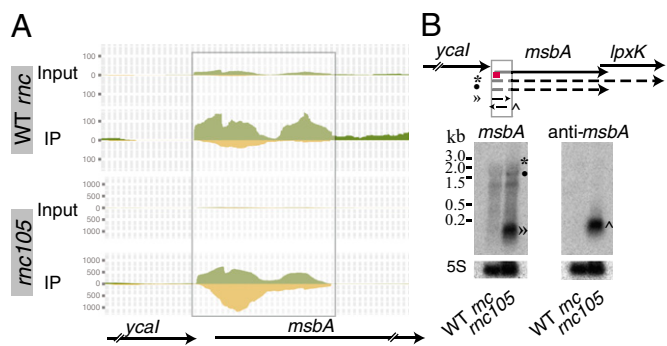 A
WT rnc
Input
100
0
100
IP
100
0
100
rnc105
Input
1000
500
0
500
1000
IP
1000
500
0
500
1000
ycaI
msbA
B
ycaI
msbA
lpxK
*
•
»
^
kb
msbA
anti-msbA
3.0
2.0
1.5
0.5
0.2
*
•
»
^
5S
WT rnc
rnc105
WT rnc
rnc105